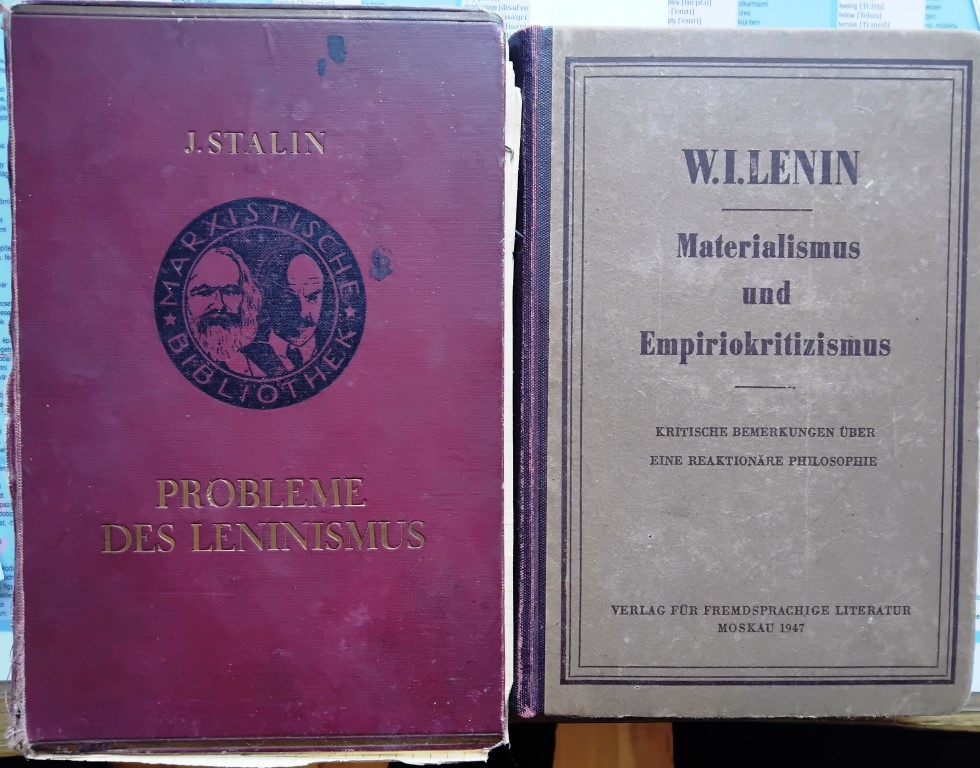 J. STALIN
★ MARXISTISCHE ★
BIBLIOTHEK
PROBLEME
DES LENINISMUS
W. I. LENIN
Materialismus
und
Empiriokritizismus
KRITISCHE BEMERKUNGEN ÜBER
EINE REAKTIONÄRE PHILOSOPHIE
VERLAG FÜR FREMDSPRACHIGE LITERATUR
MOSKAU 1947